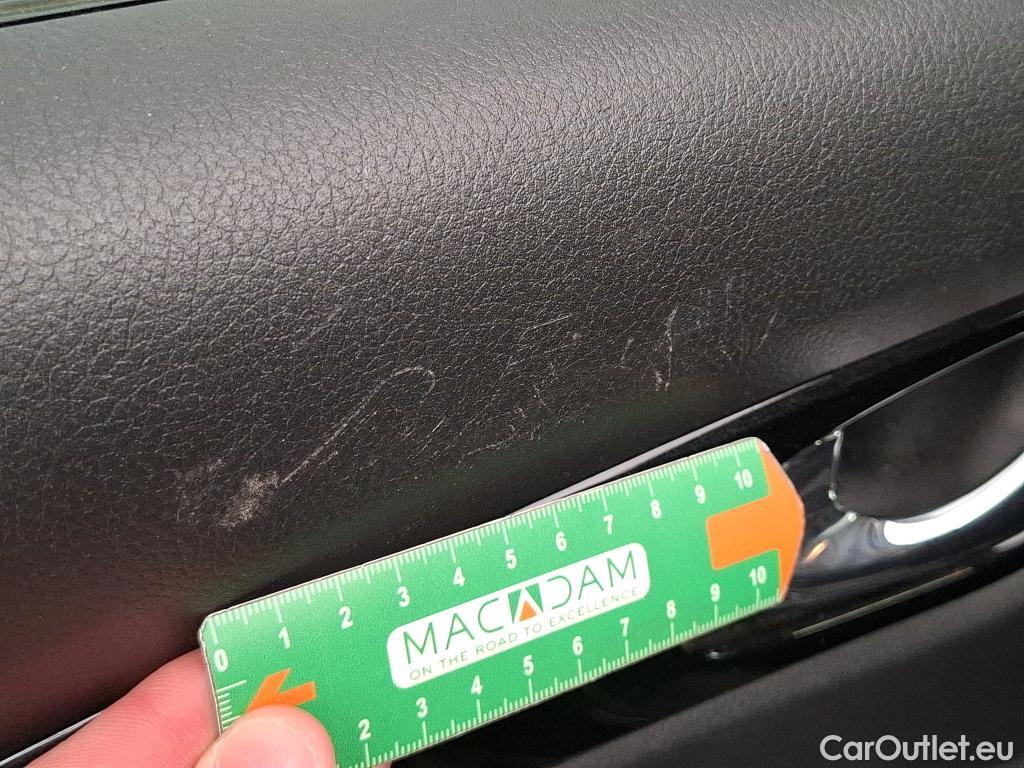 0 1 2 3 4 5 6 7 8 9 10
MACADAM
ON THE ROAD TO EXCELLENCE
2 3 4 5 6 7 8 9 10
CarOutlet.eu